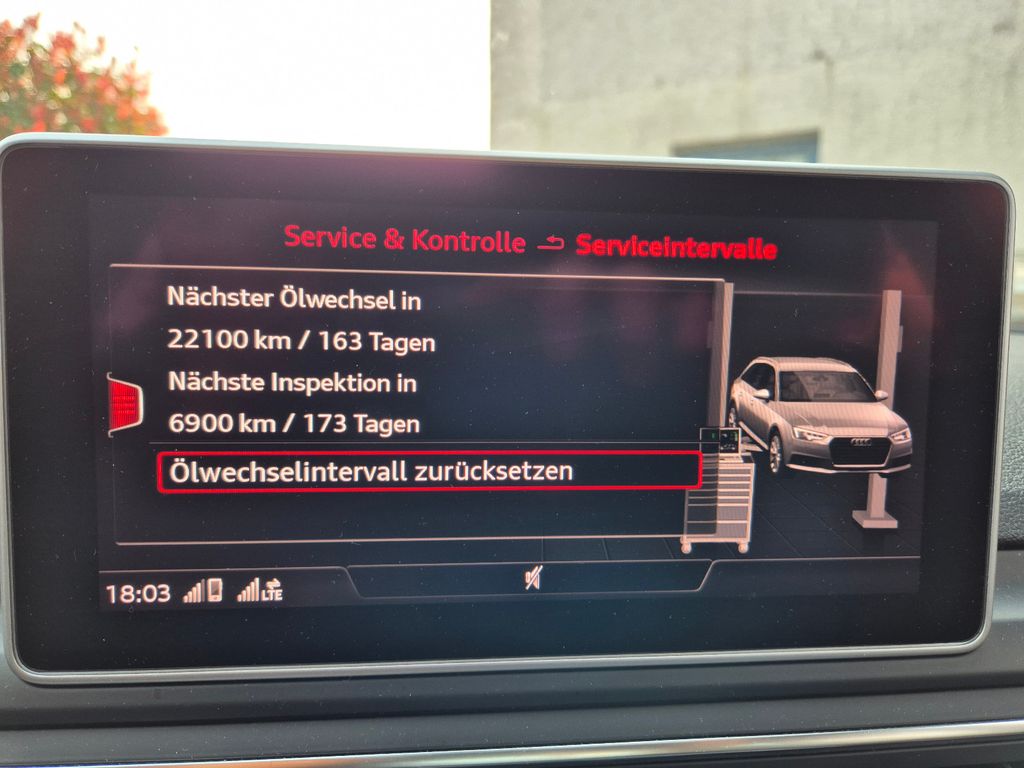 Service & Kontrolle Serviceintervalle
Nächster Ölwechsel in
22100 km / 163 Tagen
Nächste Inspektion in
6900 km / 173 Tagen
Ölwechselintervall zurücksetzen
18:03 LTE